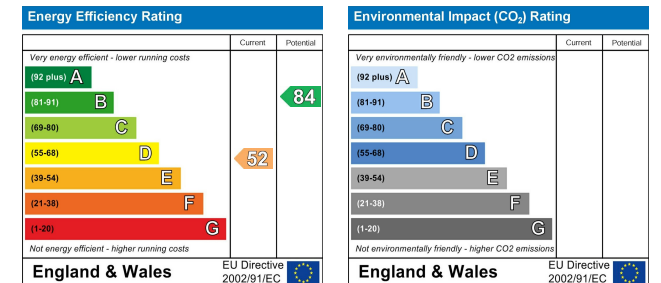 Energy Efficiency Rating
Current Potential
Very energy efficient - lower running costs
(92 plus) A
(81-91) B
84
(69-80) C
(55-68) D
52
(39-54) E
(21-38) F
(1-20) G
Not energy efficient - higher running costs
England & Wales
EU Directive
2002/91/EC
Environmental Impact (CO₂) Rating
Current Potential
Very environmentally friendly - lower CO2 emissions
(92 plus) A
(81-91) B
(69-80) C
(55-68) D
(39-54) E
(21-38) F
(1-20) G
Not environmentally friendly - higher CO2 emissions
England & Wales
EU Directive
2002/91/EC